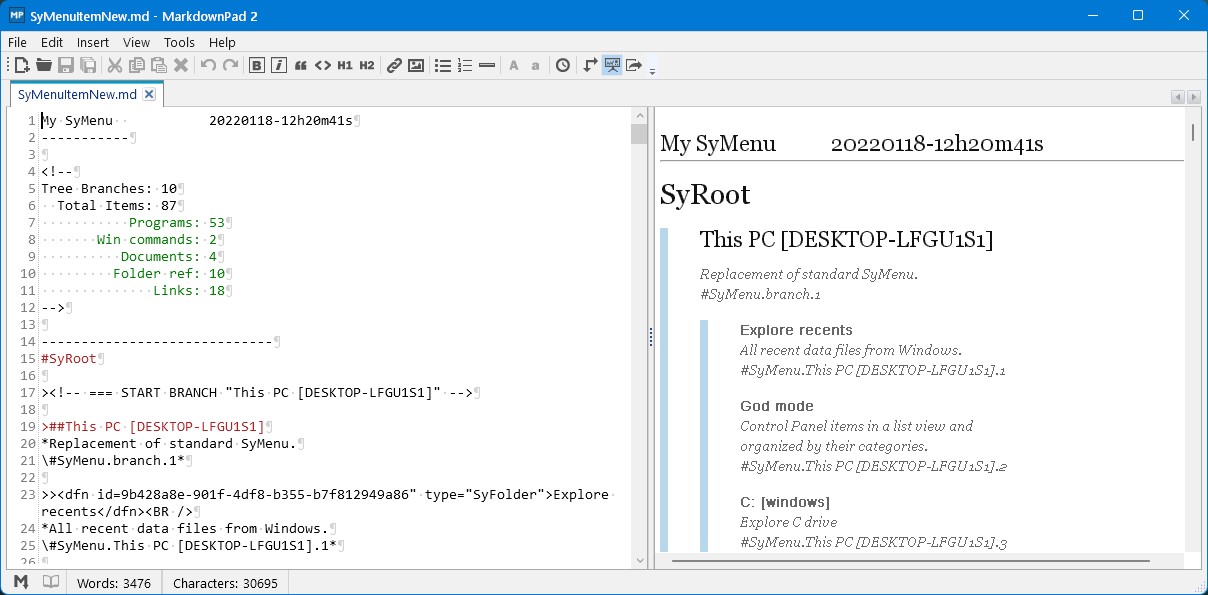 MP SyMenuItemNew.md - MarkdownPad 2
File Edit Insert View Tools Help
B i H1 H2 A a
SyMenuItemNew.md
1 My SyMenu 20220118-12h20m41s
2 -----------
3
4 <!--
5 Tree Branches: 10
6 Total Items: 87
7 Programs: 53
8 Win commands: 2
9 Documents: 4
10 Folder ref: 10
11 Links: 18
12 -->
13
14 -----------------------------
15 #SyRoot
16
17 ><!-- === START BRANCH "This PC [DESKTOP-LFGU1S1]" -->
18
19 >##This PC [DESKTOP-LFGU1S1]
20 *Replacement of standard SyMenu.
21 \#SyMenu.branch.1*
22
23 >><dfn id=9b428a8e-901f-4df8-b355-b7f812949a86" type="SyFolder">Explore
recents</dfn><BR />
24 *All recent data files from Windows.
25 \#SyMenu.This PC [DESKTOP-LFGU1S1].1*
26
My SyMenu 20220118-12h20m41s
SyRoot
This PC [DESKTOP-LFGU1S1]
Replacement of standard SyMenu.
#SyMenu.branch.1
Explore recents
All recent data files from Windows.
#SyMenu.This PC [DESKTOP-LFGU1S1].1
God mode
Control Panel items in a list view and
organized by their categories.
#SyMenu.This PC [DESKTOP-LFGU1S1].2
C: [windows]
Explore C drive
#SyMenu.This PC [DESKTOP-LFGU1S1].3
M Words: 3476 Characters: 30695